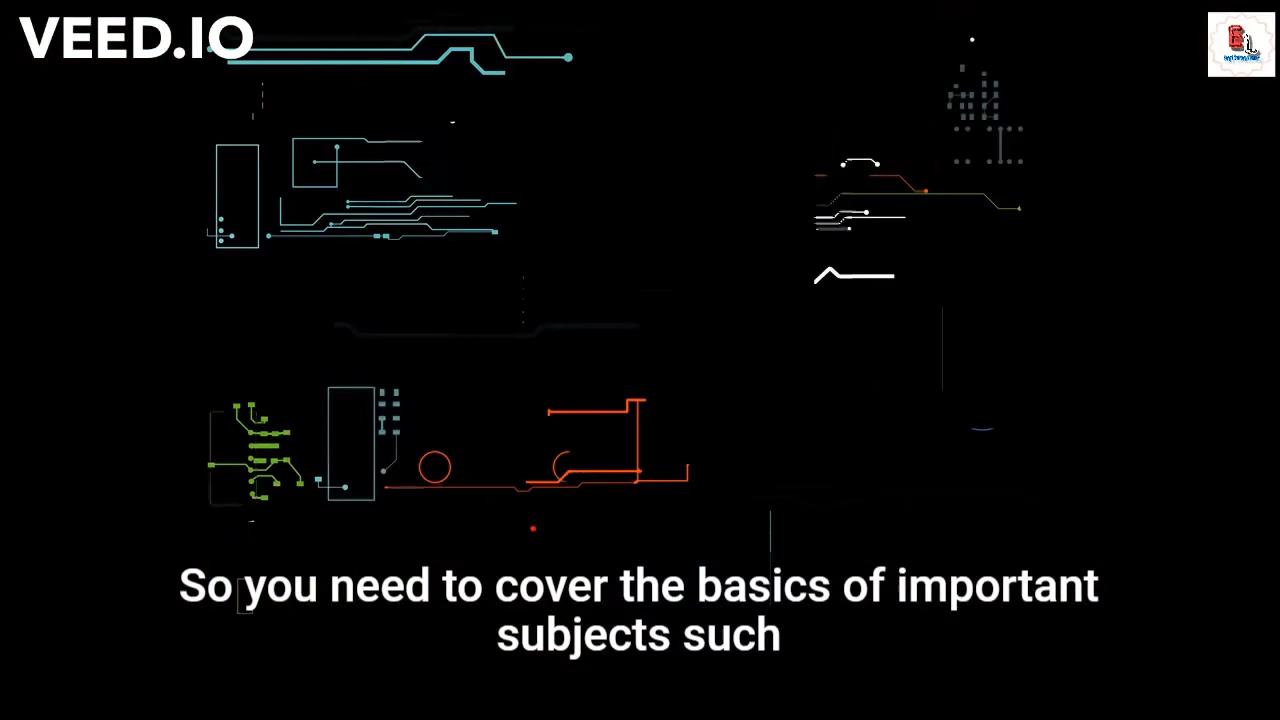 VEED.IO
So you need to cover the basics of important
subjects such